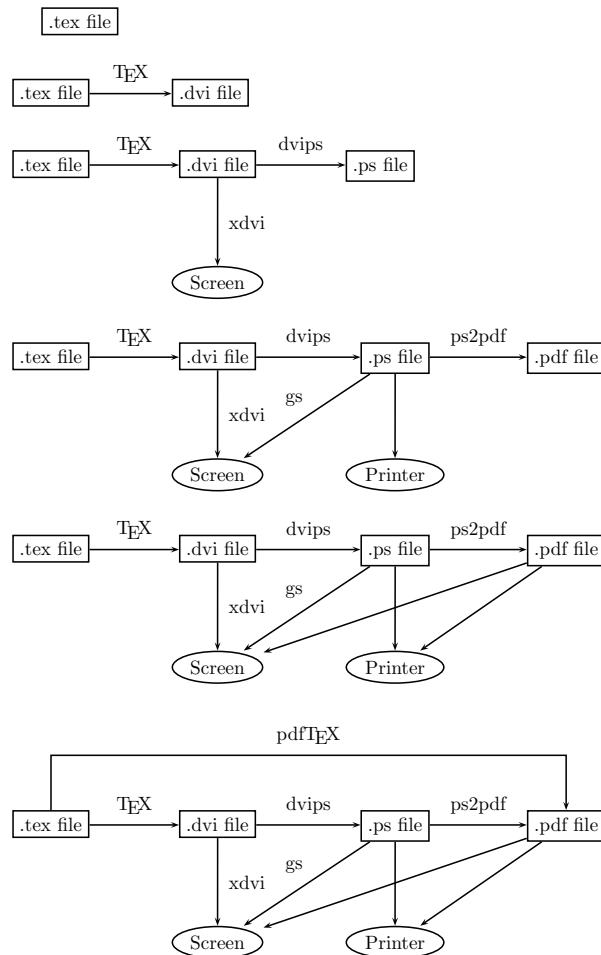 .tex file
TEX
.tex file .dvi file
TEX dvips
.tex file .dvi file .ps file
xdvi
Screen
TEX dvips ps2pdf
.tex file .dvi file .ps file .pdf file
gs
xdvi
Screen Printer
TEX dvips ps2pdf
.tex file .dvi file .ps file .pdf file
gs
xdvi
Screen Printer
pdfTEX
TEX dvips ps2pdf
.tex file .dvi file .ps file .pdf file
gs
xdvi
Screen Printer